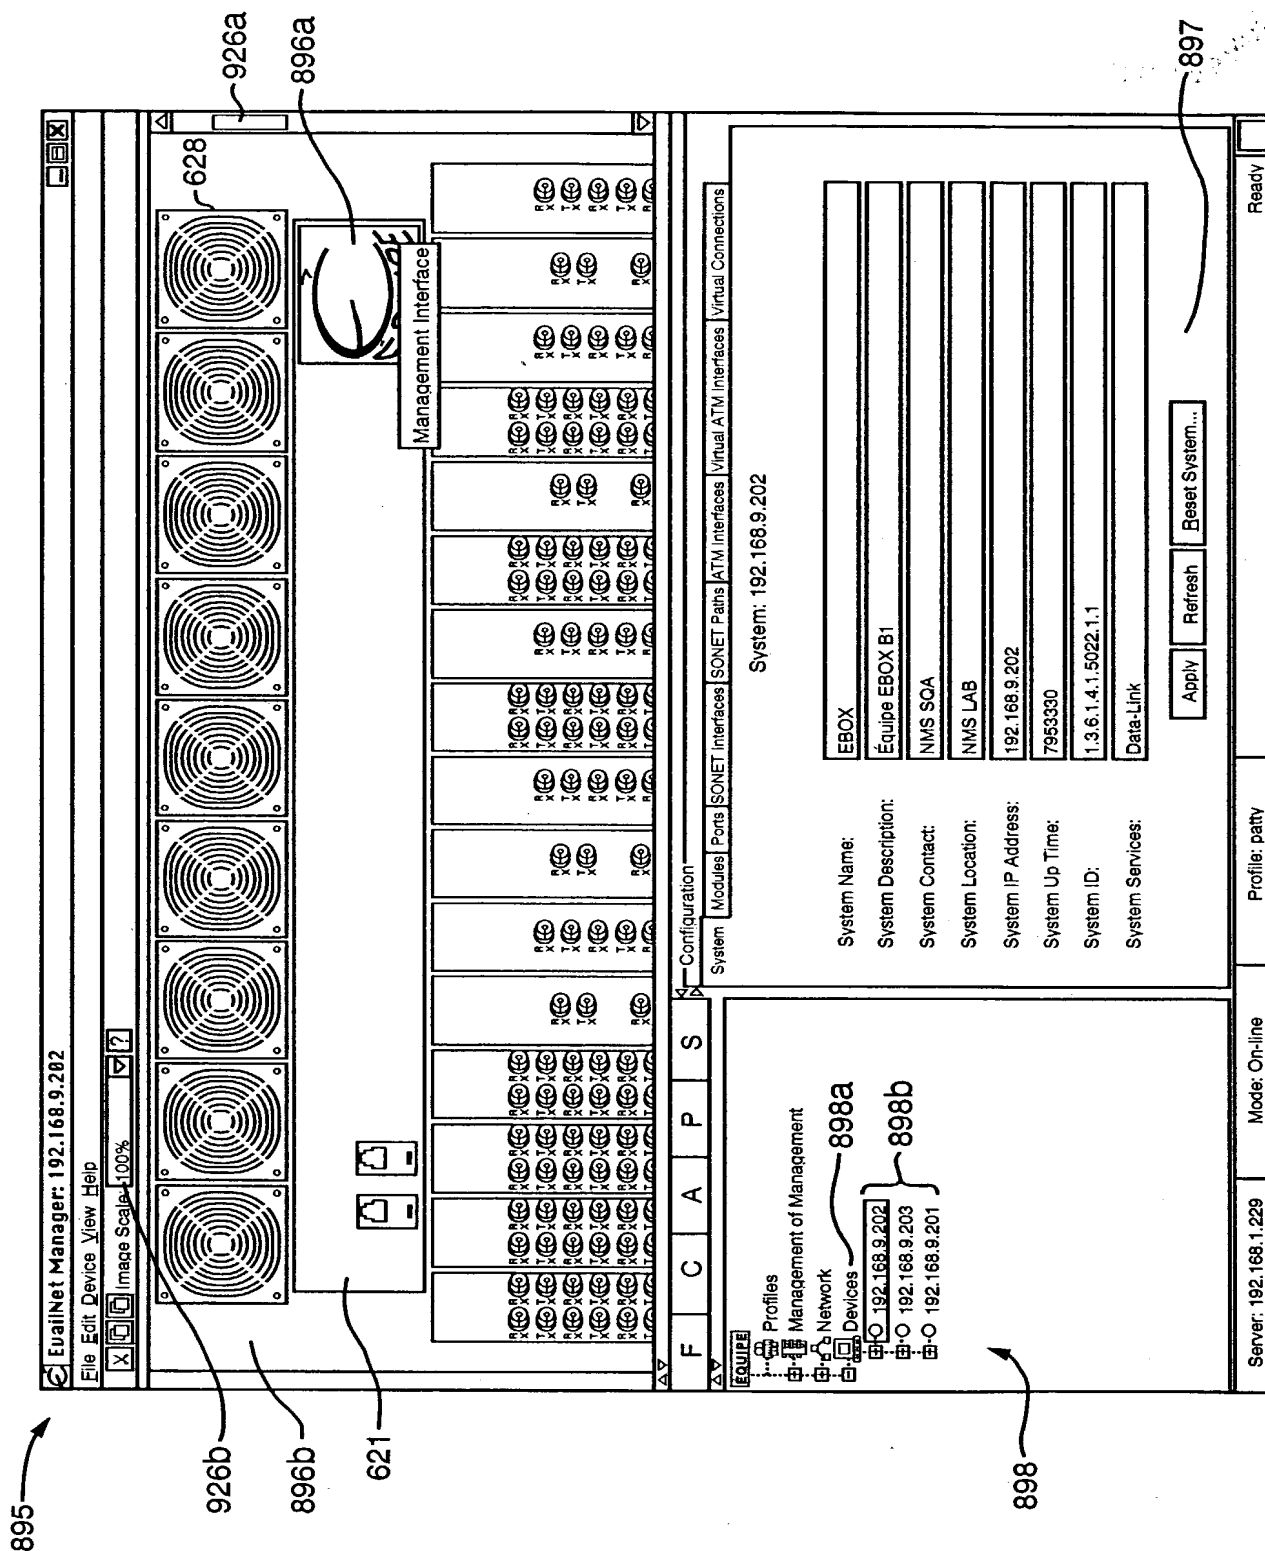 895
EuailNet Manager: 192.168.9.202
File Edit Device View Help
Image Scale: 100%
?
926b
896b
621
628
926a
896a
Management Interface
F C A P S
EQUIPE
Profiles
Management of Management
Network
Devices
192.168.9.202
192.168.9.203
192.168.9.201
898a
898b
898
Configuration
System Modules Ports SONET Interfaces SONET Paths ATM Interfaces Virtual ATM Interfaces Virtual Connections
System: 192.168.9.202
System Name: EBOX
System Description: Équipe EBOX B1
System Contact: NMS SQA
System Location: NMS LAB
System IP Address: 192.168.9.202
System Up Time: 7953330
System ID: 1.3.6.1.4.1.5022.1.1
System Services: Data-Link
Apply Refresh Reset System...
897
Server: 192.168.1.229 Mode: On-line Profile: patty Ready